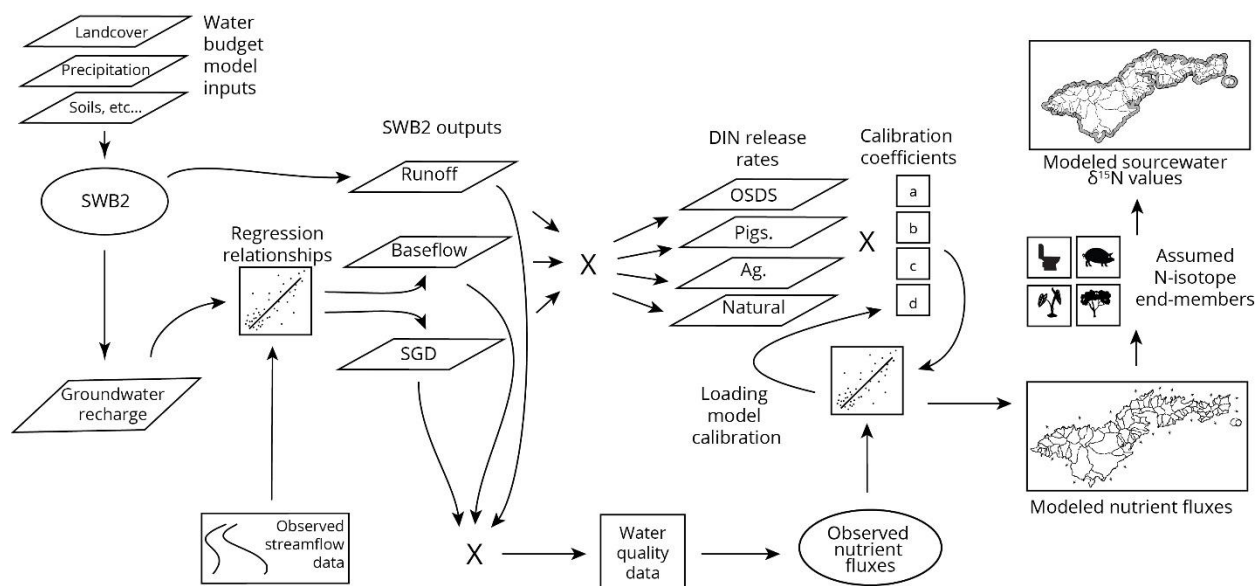 Landcover
Precipitation
Soils, etc...
Water
budget
model
inputs
SWB2
Groundwater
recharge
Regression
relationships
Observed
streamflow
data
SWB2 outputs
Runoff
Baseflow
SGD
X
Water
quality
data
Observed
nutrient
fluxes
X
DIN release
rates
OSDS
Pigs.
Ag.
Natural
X
Calibration
coefficients
a
b
c
d
Loading
model
calibration
Modeled nutrient fluxes
Assumed
N-isotope
end-members
Modeled sourcewater
δ¹⁵N values